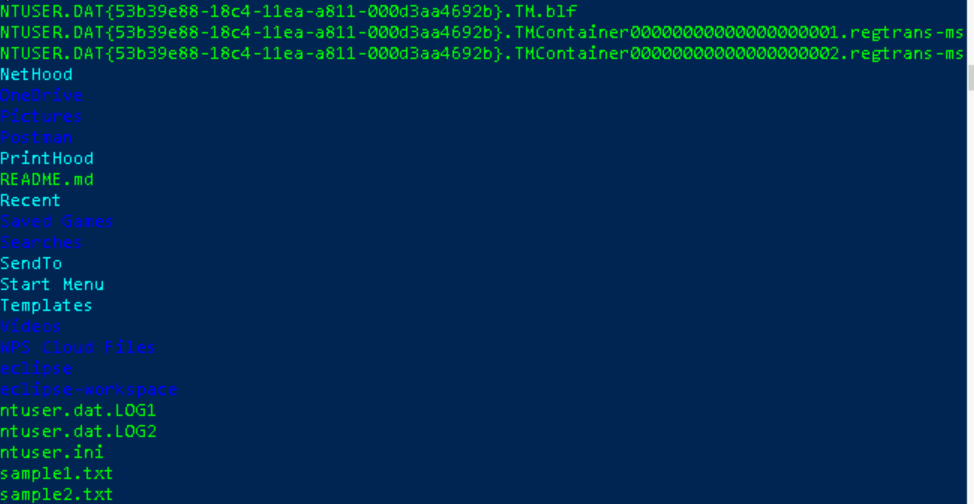 NTUSER.DAT{53b39e88-18c4-11ea-a811-000d3aa4692b}.TM.blf
NTUSER.DAT{53b39e88-18c4-11ea-a811-000d3aa4692b}.TMContainer00000000000000000001.regtrans-ms
NTUSER.DAT{53b39e88-18c4-11ea-a811-000d3aa4692b}.TMContainer00000000000000000002.regtrans-ms
NetHood
OneDrive
Pictures
Postman
PrintHood
README.md
Recent
Saved Games
Searches
SendTo
Start Menu
Templates
Videos
WPS Cloud Files
eclipse
eclipse-workspace
ntuser.dat.LOG1
ntuser.dat.LOG2
ntuser.ini
sample1.txt
sample2.txt